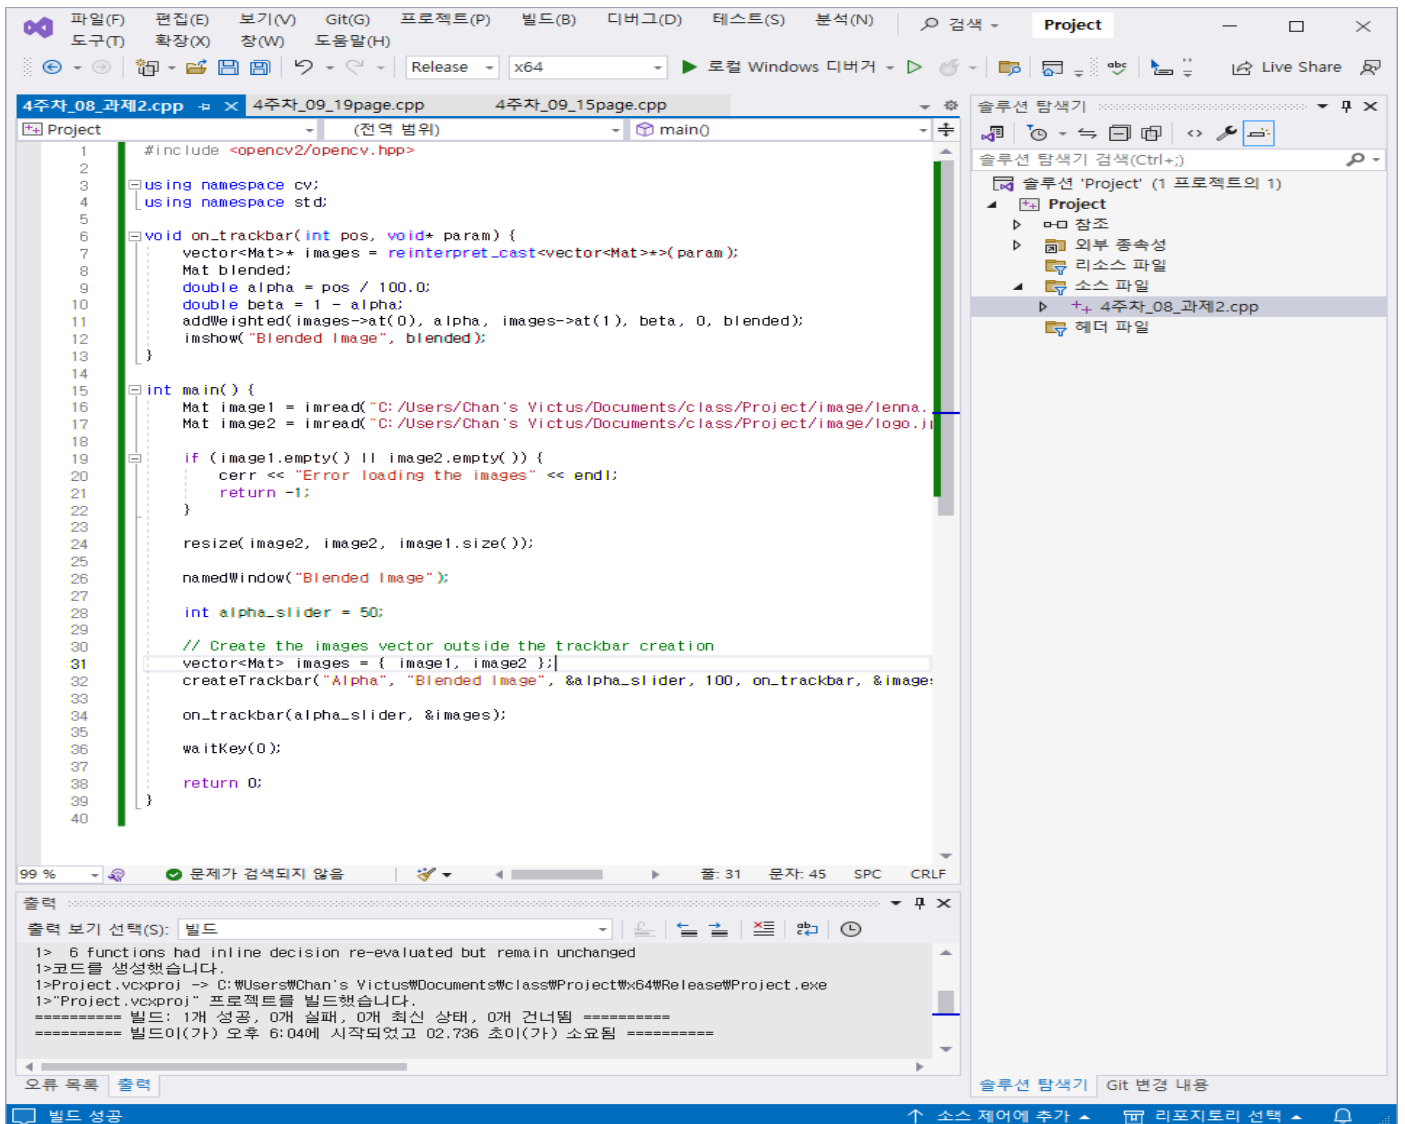 파일(F) 편집(E) 보기(V) Git(G) 프로젝트(P) 빌드(B) 디버그(D) 테스트(S) 분석(N) 검색 Project
도구(T) 확장(X) 창(W) 도움말(H)
Release x64 로컬 Windows 디버거 Live Share
4주차_08_과제2.cpp 4주차_09_19page.cpp 4주차_09_15page.cpp
Project (전역 범위) main()
1 #include <opencv2/opencv.hpp>
2
3 using namespace cv;
4 using namespace std;
5
6 void on_trackbar(int pos, void* param) {
7 vector<Mat>* images = reinterpret_cast<vector<Mat>*>(param);
8 Mat blended;
9 double alpha = pos / 100.0;
10 double beta = 1 - alpha;
11 addWeighted(images->at(0), alpha, images->at(1), beta, 0, blended);
12 imshow("Blended Image", blended);
13 }
14
15 int main() {
16 Mat image1 = imread("C:/Users/Chan's Victus/Documents/class/Project/image/lenna.
17 Mat image2 = imread("C:/Users/Chan's Victus/Documents/class/Project/image/logo.jp
18
19 if (image1.empty() || image2.empty()) {
20 cerr << "Error loading the images" << endl;
21 return -1;
22 }
23
24 resize(image2, image2, image1.size());
25
26 namedWindow("Blended Image");
27
28 int alpha_slider = 50;
29
30 // Create the images vector outside the trackbar creation
31 vector<Mat> images = { image1, image2 };
32 createTrackbar("Alpha", "Blended Image", &alpha_slider, 100, on_trackbar, &images
33
34 on_trackbar(alpha_slider, &images);
35
36 waitKey(0);
37
38 return 0;
39 }
40
99 % 문제가 검색되지 않음 줄: 31 문자: 45 SPC CRLF
출력
출력 보기 선택(S): 빌드
1> 6 functions had inline decision re-evaluated but remain unchanged
1>코드를 생성했습니다.
1>Project.vcxproj -> C:₩Users₩Chan's Victus₩Documents₩class₩Project₩x64₩Release₩Project.exe
1>"Project.vcxproj" 프로젝트를 빌드했습니다.
========== 빌드: 1개 성공, 0개 실패, 0개 최신 상태, 0개 건너뜀 ==========
========== 빌드이(가) 오후 6:04에 시작되었고 02.736 초이(가) 소요됨 ==========
오류 목록 출력
솔루션 탐색기
솔루션 탐색기 검색(Ctrl+;)
솔루션 'Project' (1 프로젝트의 1)
Project
참조
외부 종속성
리소스 파일
소스 파일
4주차_08_과제2.cpp
헤더 파일
솔루션 탐색기 Git 변경 내용
빌드 성공 소스 제어에 추가 리포지토리 선택